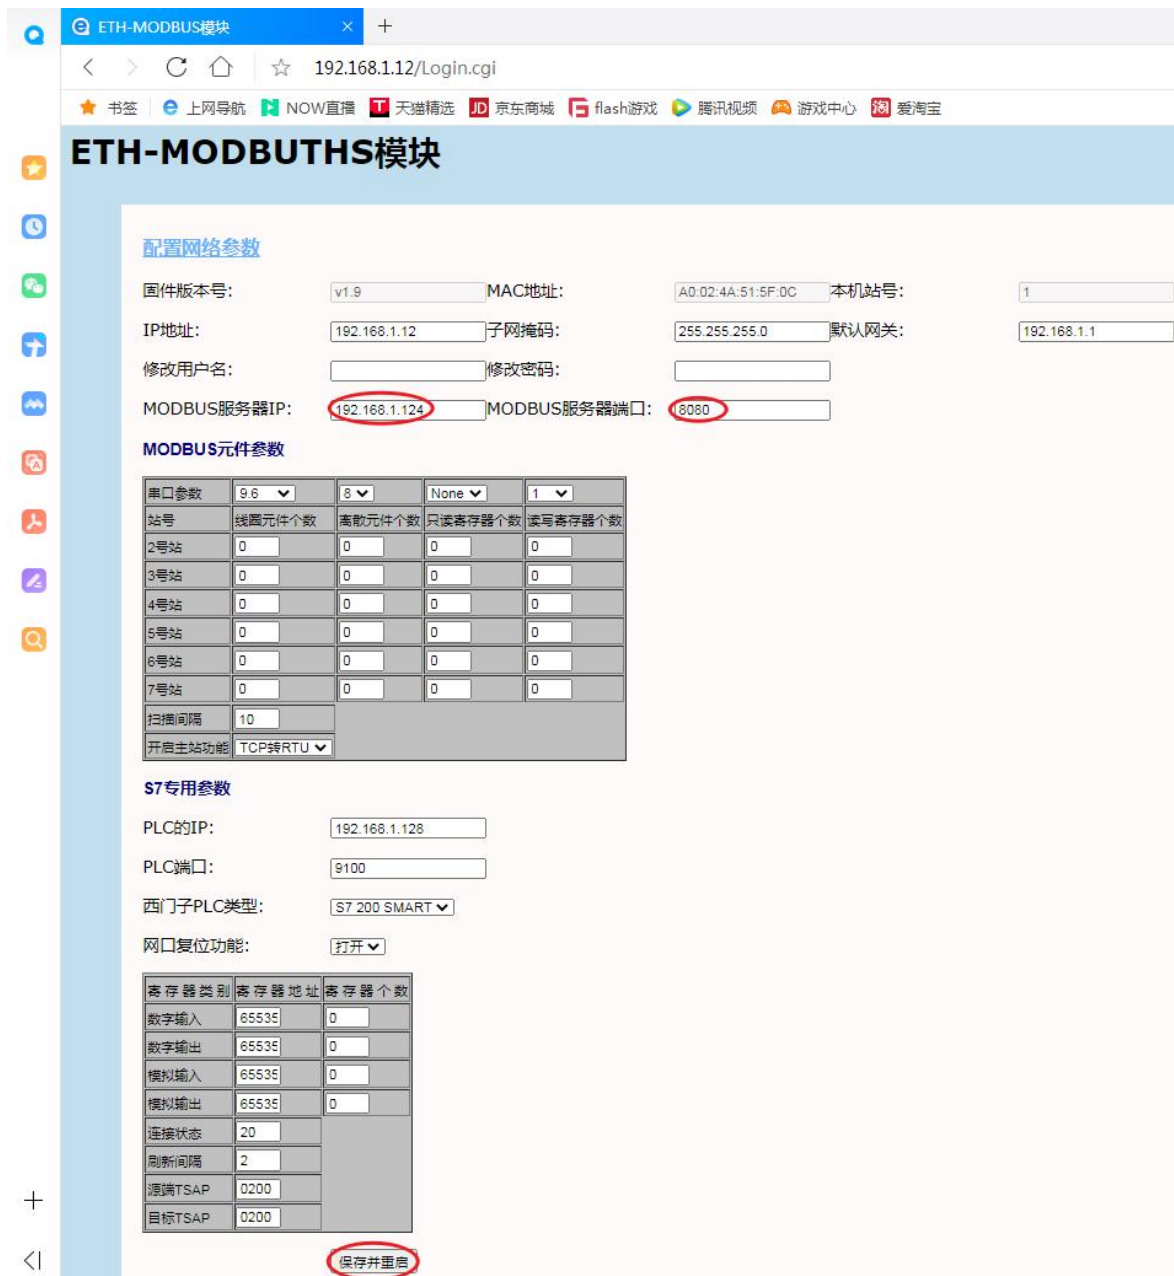 ETH-MODBUS模块
192.168.1.12/Login.cgi
书签 上网导航 NOW直播 天猫精选 京东商城 flash游戏 腾讯视频 游戏中心 爱淘宝
ETH-MODBUTHS模块
配置网络参数
固件版本号: v1.9 MAC地址: A0:02:4A:51:5F:0C 本机站号: 1
IP地址: 192.168.1.12 子网掩码: 255.255.255.0 默认网关: 192.168.1.1
修改用户名: 修改密码:
MODBUS服务器IP: 192.168.1.124 MODBUS服务器端口: 8080
MODBUS元件参数
串口参数 9.6 8 None 1
站号 线圈元件个数 离散元件个数 只读寄存器个数 读写寄存器个数
2号站 0 0 0 0
3号站 0 0 0 0
4号站 0 0 0 0
5号站 0 0 0 0
6号站 0 0 0 0
7号站 0 0 0 0
扫描间隔 10
开启主站功能 TCP转RTU
S7专用参数
PLC的IP: 192.168.1.128
PLC端口: 9100
西门子PLC类型: S7 200 SMART
网口复位功能: 打开
寄存器类别 寄存器地址 寄存器个数
数字输入 65535 0
数字输出 65535 0
模拟输入 65535 0
模拟输出 65535 0
连接状态 20
刷新间隔 2
源端TSAP 0200
目标TSAP 0200
保存并重启